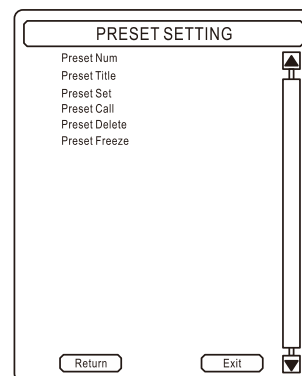 PRESET SETTING
Preset Num
Preset Title
Preset Set
Preset Call
Preset Delete
Preset Freeze
Return Exit